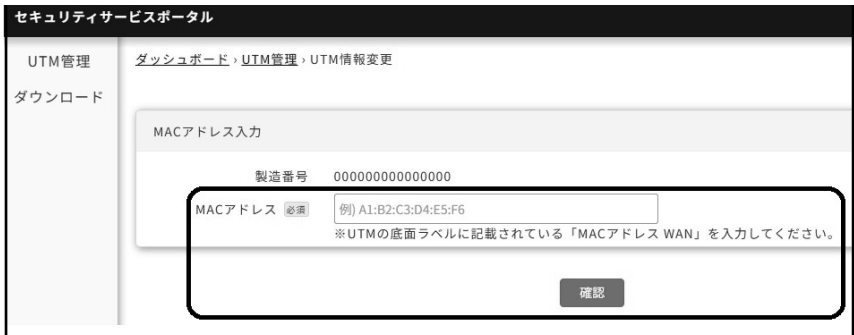 セキュリティサービスポータル
UTM管理
ダウンロード
ダッシュボード › UTM管理 › UTM情報変更
MACアドレス入力
製造番号 000000000000000
MACアドレス 必須 例) A1:B2:C3:D4:E5:F6
※UTMの底面ラベルに記載されている「MACアドレス WAN」を入力してください。
確認